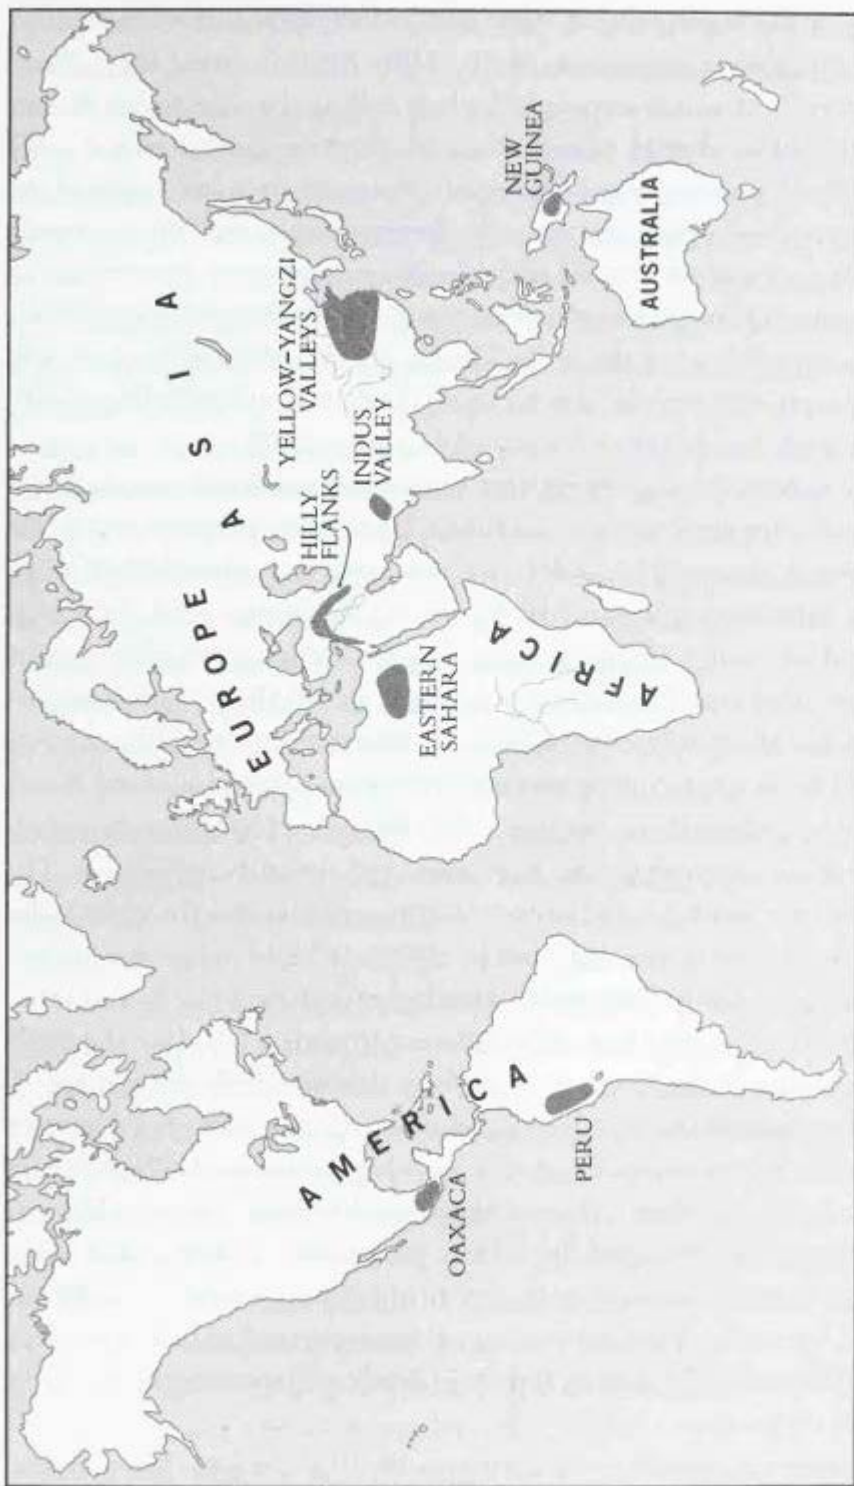 AMERICA
OAXACA
PERU
EUROPE
ASIA
AFRICA
EASTERN
SAHARA
HILLY
FLANKS
INDUS
VALLEY
YELLOW–YANGZI
VALLEYS
NEW
GUINEA
AUSTRALIA